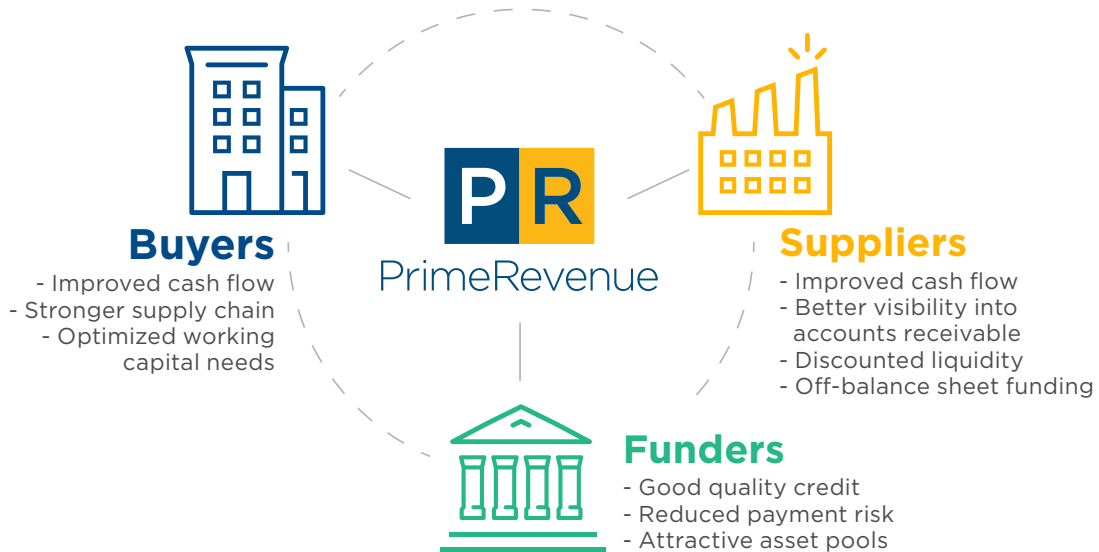 PR
PrimeRevenue
Buyers
- Improved cash flow
- Stronger supply chain
- Optimized working
capital needs
Suppliers
- Improved cash flow
- Better visibility into
accounts receivable
- Discounted liquidity
- Off-balance sheet funding
Funders
- Good quality credit
- Reduced payment risk
- Attractive asset pools